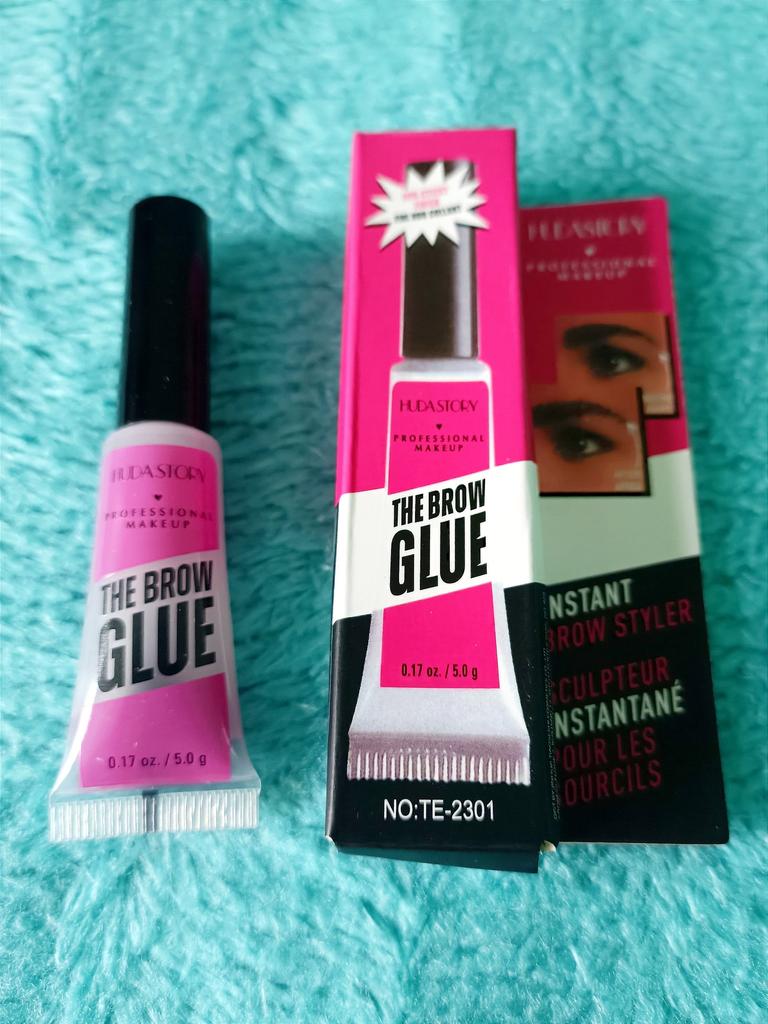 HUDASTORY
PROFESSIONAL
MAKEUP
THE BROW
GLUE
0.17 oz. / 5.0 g
HUDASTORY
PROFESSIONAL
MAKEUP
THE BROW
GLUE
0.17 oz. / 5.0 g
NO:TE-2301
HUDASTORY
PROFESSIONAL
MAKEUP
NSTANT
BROW STYLER
CULPTEUR
NSTANTANÉ
OUR LES
OURCILS